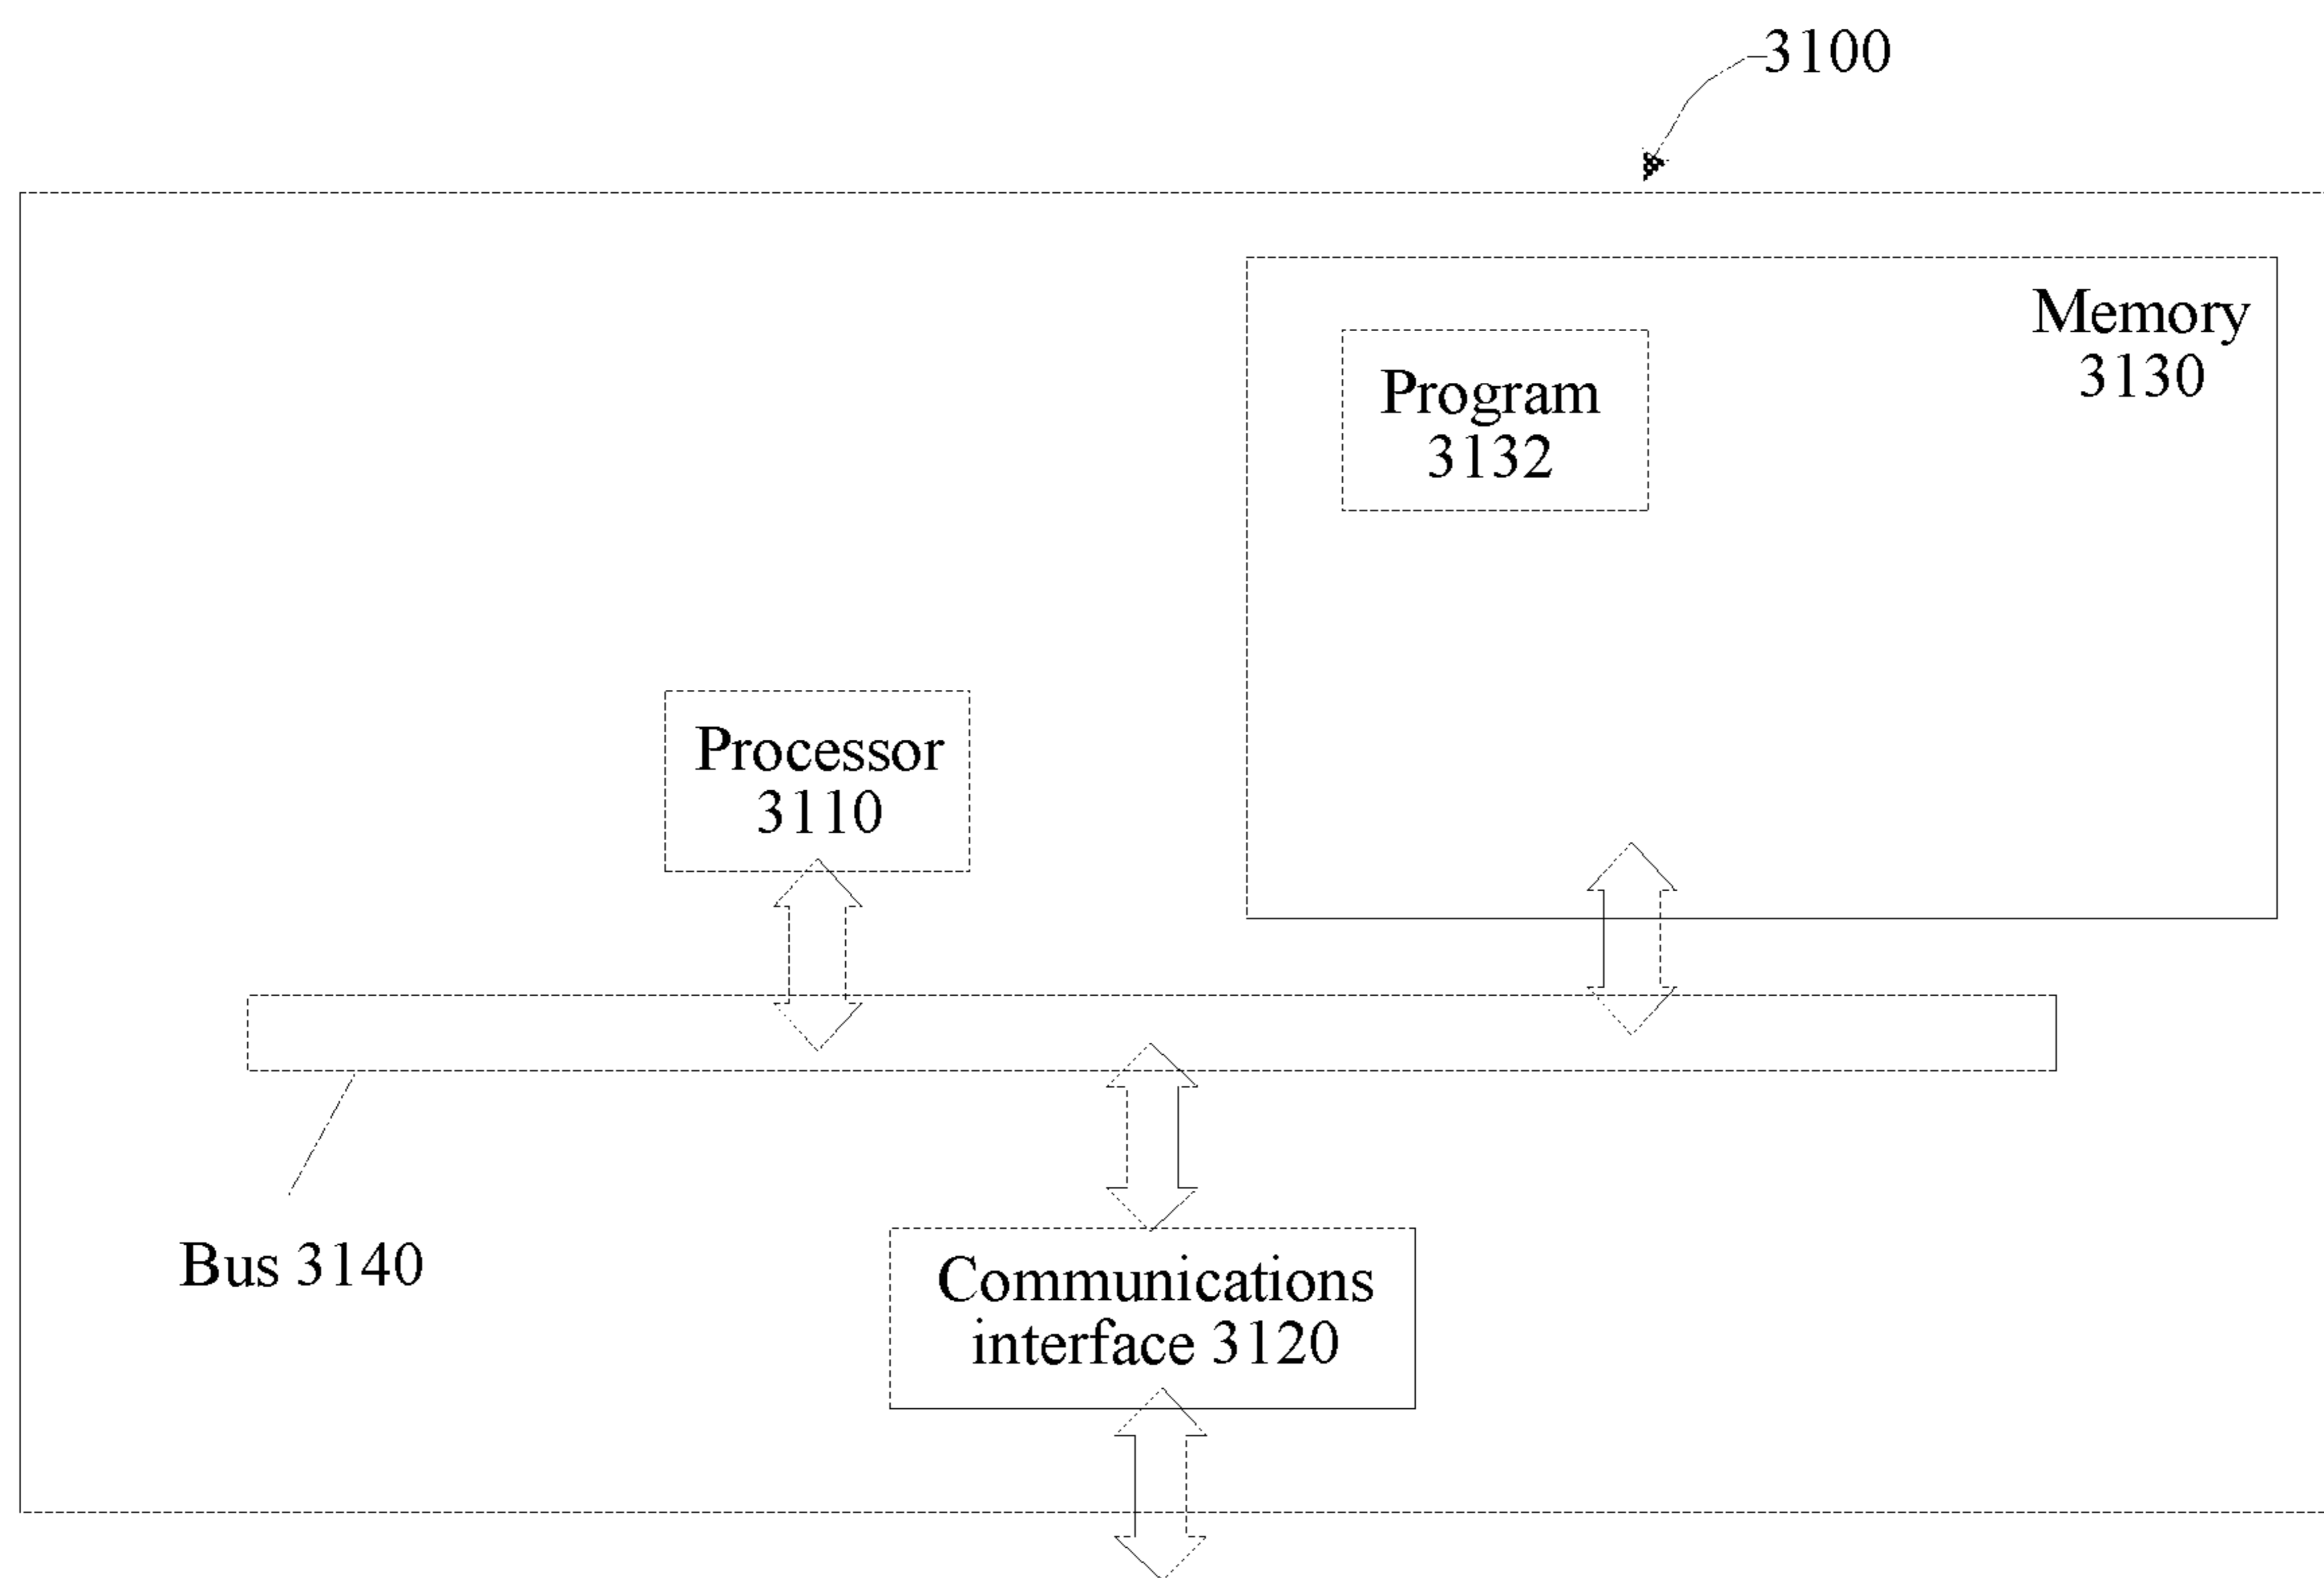 3100
Memory
3130
Program
3132
Processor
3110
Bus 3140
Communications
interface 3120